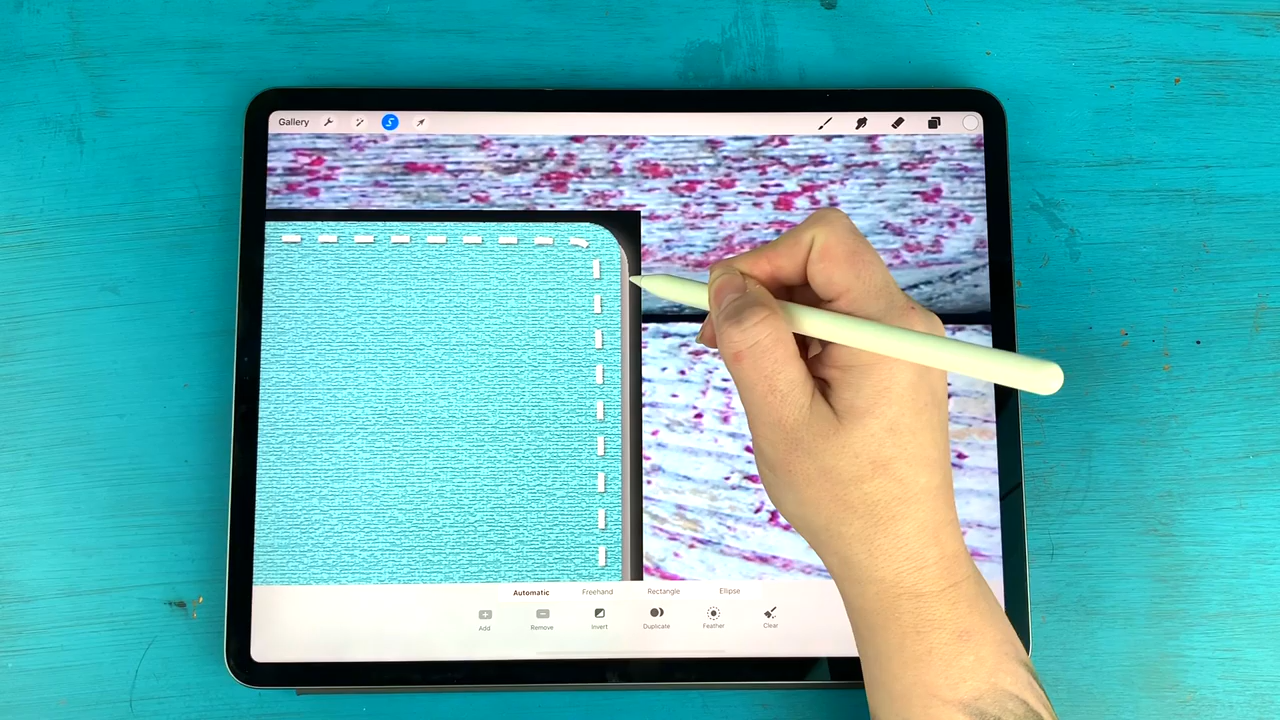 Gallery
Automatic Freehand Rectangle Ellipse
Add Remove Invert Duplicate Feather Clear